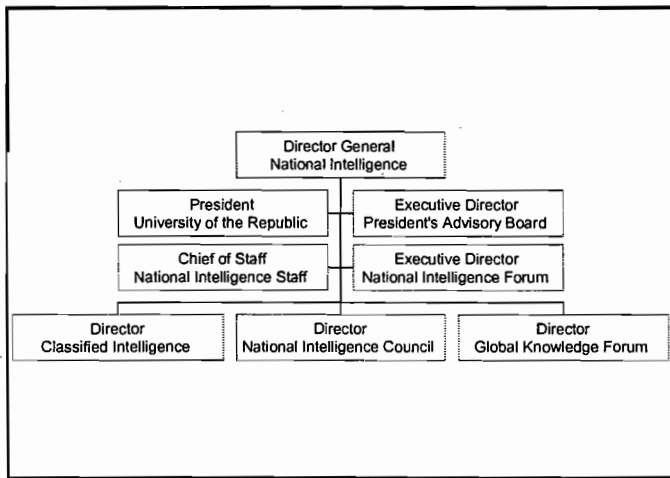 Director General
National Intelligence
President
University of the Republic
Executive Director
President's Advisory Board
Chief of Staff
National Intelligence Staff
Executive Director
National Intelligence Forum
Director
Classified Intelligence
Director
National Intelligence Council
Director
Global Knowledge Forum